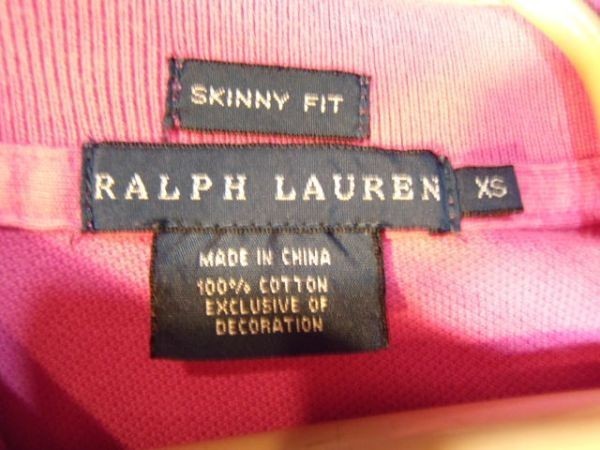 SKINNY FIT
RALPH LAUREN
XS
MADE IN CHINA
100% COTTON
EXCLUSIVE OF
DECORATION